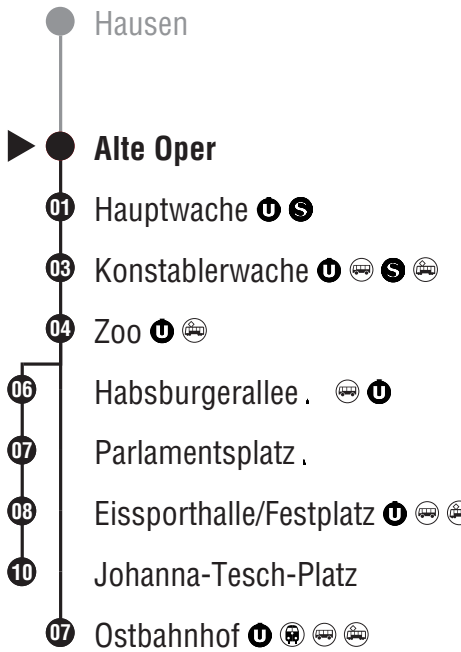 Hausen
Alte Oper
01 Hauptwache U S
03 Konstablerwache U S
04 Zoo U
06 Habsburgerallee . U
07 Parlamentsplatz .
08 Eissporthalle/Festplatz U
10 Johanna-Tesch-Platz
07 Ostbahnhof U